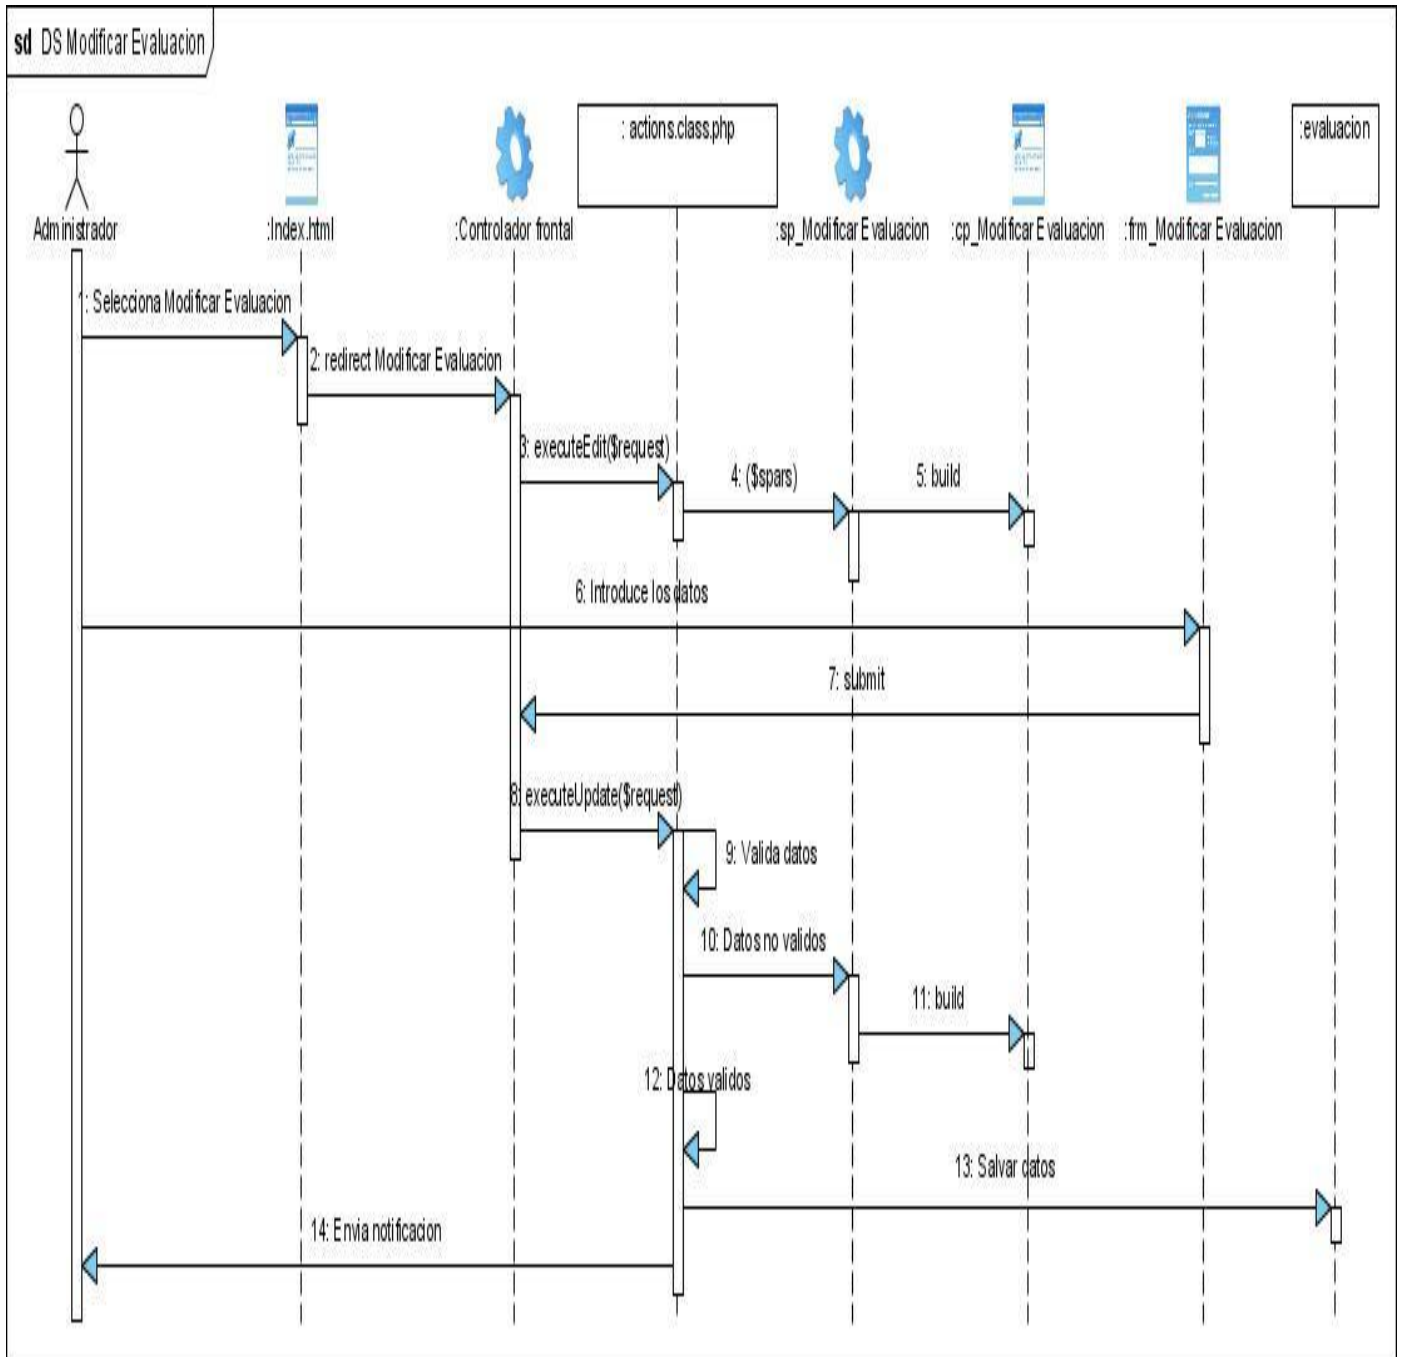 sd DS Modificar Evaluacion
: actions.class.php
:evaluacion
Administrador
:Index.html
:Controlador frontal
:sp_Modificar Evaluacion
:cp_Modificar Evaluacion
:frm_Modificar Evaluacion
1: Selecciona Modificar Evaluacion
2: redirect Modificar Evaluacion
3: executeEdit($request)
4: ($spars)
5: build
6: Introduce los datos
7: submit
8: executeUpdate($request)
9: Valida datos
10: Datos no validos
11: build
12: Datos validos
13: Salvar datos
14: Envia notificacion